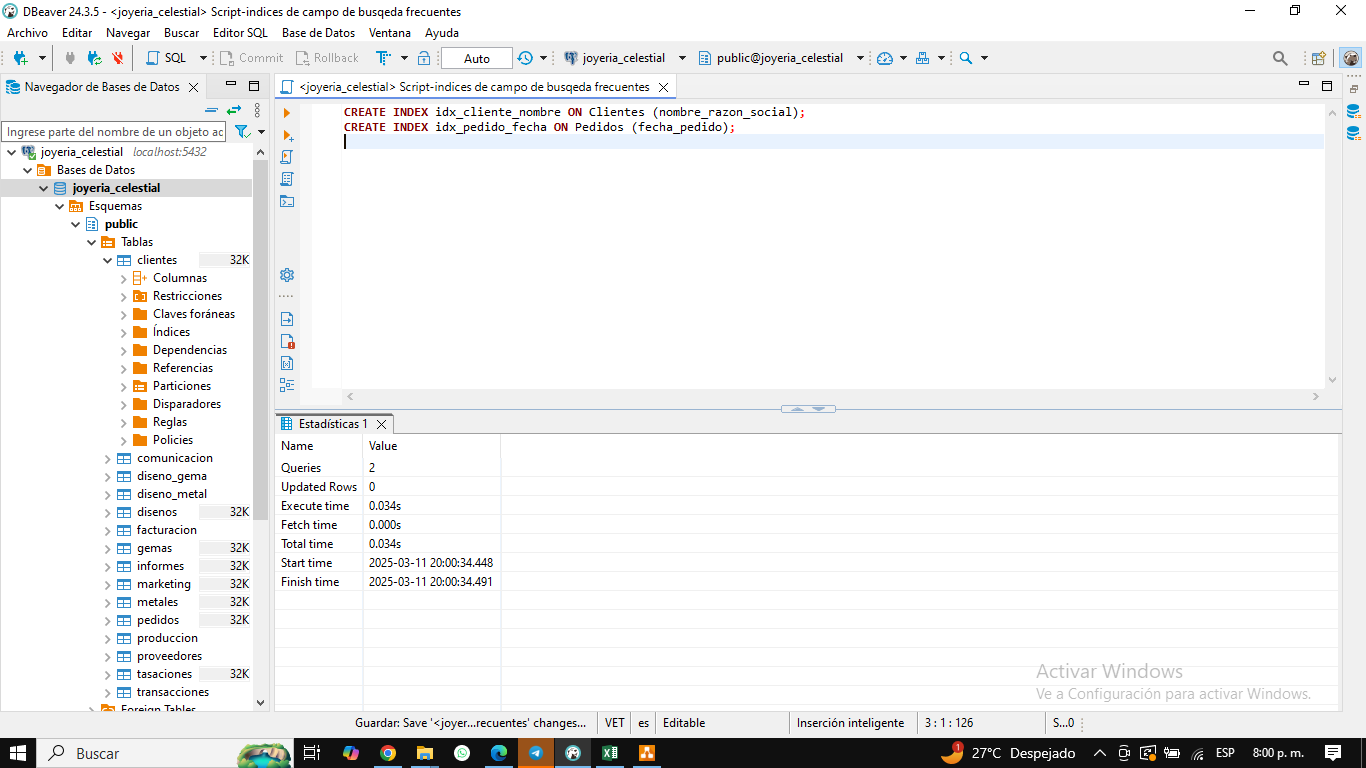 DBeaver 24.3.5 - <joyeria_celestial> Script-indices de campo de busqeda frecuentes
Archivo Editar Navegar Buscar Editor SQL Base de Datos Ventana Ayuda
SQL Commit Rollback Auto joyeria_celestial public@joyeria_celestial
Navegador de Bases de Datos
<joyeria_celestial> Script-indices de campo de busqeda frecuentes
Ingrese parte del nombre de un objeto ac
joyeria_celestial localhost:5432
Bases de Datos
joyeria_celestial
Esquemas
public
Tablas
clientes 32K
Columnas
Restricciones
Claves foráneas
Índices
Dependencias
Referencias
Particiones
Disparadores
Reglas
Policies
comunicacion
diseno_gema
diseno_metal
disenos 32K
facturacion
gemas 32K
informes 32K
marketing 32K
metales 32K
pedidos 32K
produccion
proveedores
tasaciones 32K
transacciones
Foreign Tables
CREATE INDEX idx_cliente_nombre ON Clientes (nombre_razon_social);
CREATE INDEX idx_pedido_fecha ON Pedidos (fecha_pedido);
Estadísticas 1
Name Value
Queries 2
Updated Rows 0
Execute time 0.034s
Fetch time 0.000s
Total time 0.034s
Start time 2025-03-11 20:00:34.448
Finish time 2025-03-11 20:00:34.491
Activar Windows
Ve a Configuración para activar Windows.
Guardar: Save '<joyer...recuentes' changes... VET es Editable Inserción inteligente 3 : 1 : 126 S...0
Buscar 1 27°C Despejado ESP 8:00 p. m.